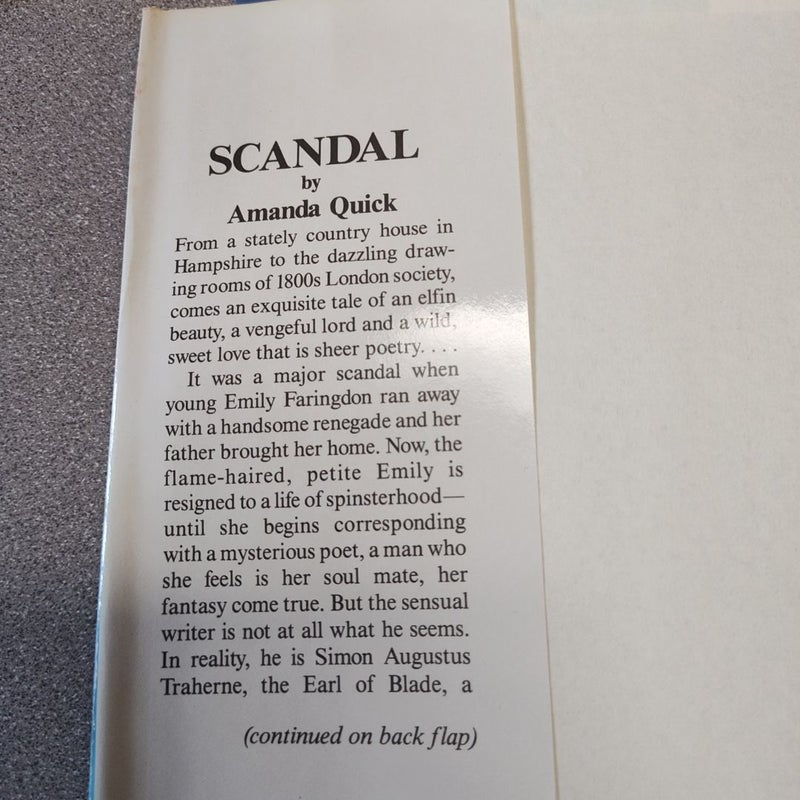 SCANDAL
by
Amanda Quick
From a stately country house in
Hampshire to the dazzling draw-
ing rooms of 1800s London society,
comes an exquisite tale of an elfin
beauty, a vengeful lord and a wild,
sweet love that is sheer poetry. . . .
It was a major scandal when
young Emily Faringdon ran away
with a handsome renegade and her
father brought her home. Now, the
flame-haired, petite Emily is
resigned to a life of spinsterhood—
until she begins corresponding
with a mysterious poet, a man who
she feels is her soul mate, her
fantasy come true. But the sensual
writer is not at all what he seems.
In reality, he is Simon Augustus
Traherne, the Earl of Blade, a
(continued on back flap)